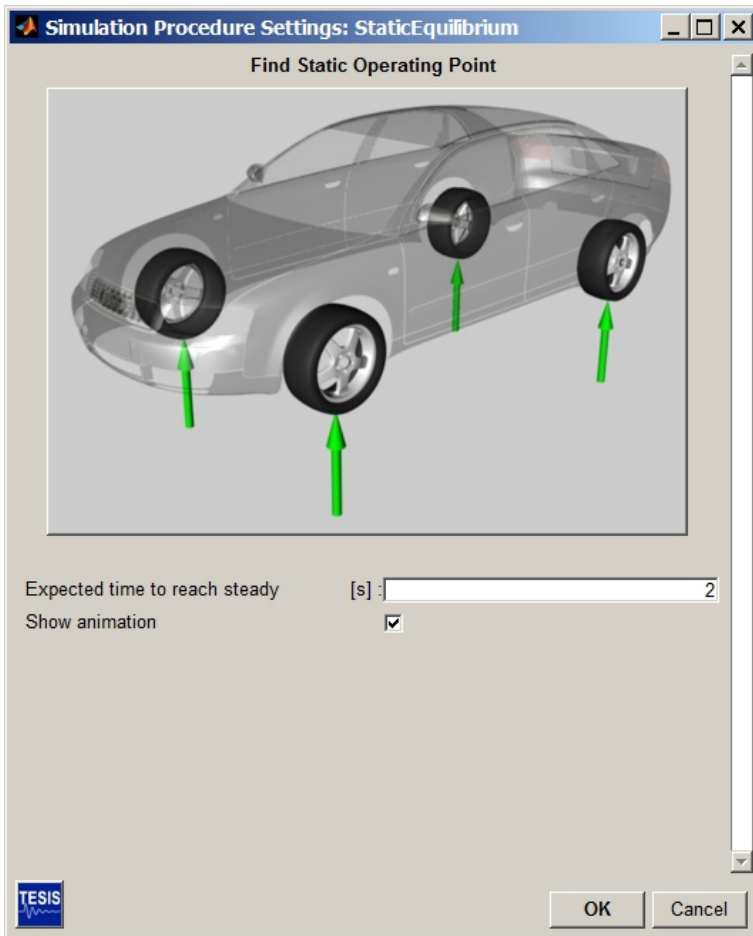 Simulation Procedure Settings: StaticEquilibrium
Find Static Operating Point
Expected time to reach steady [s] : 2
Show animation
TESIS
OK Cancel